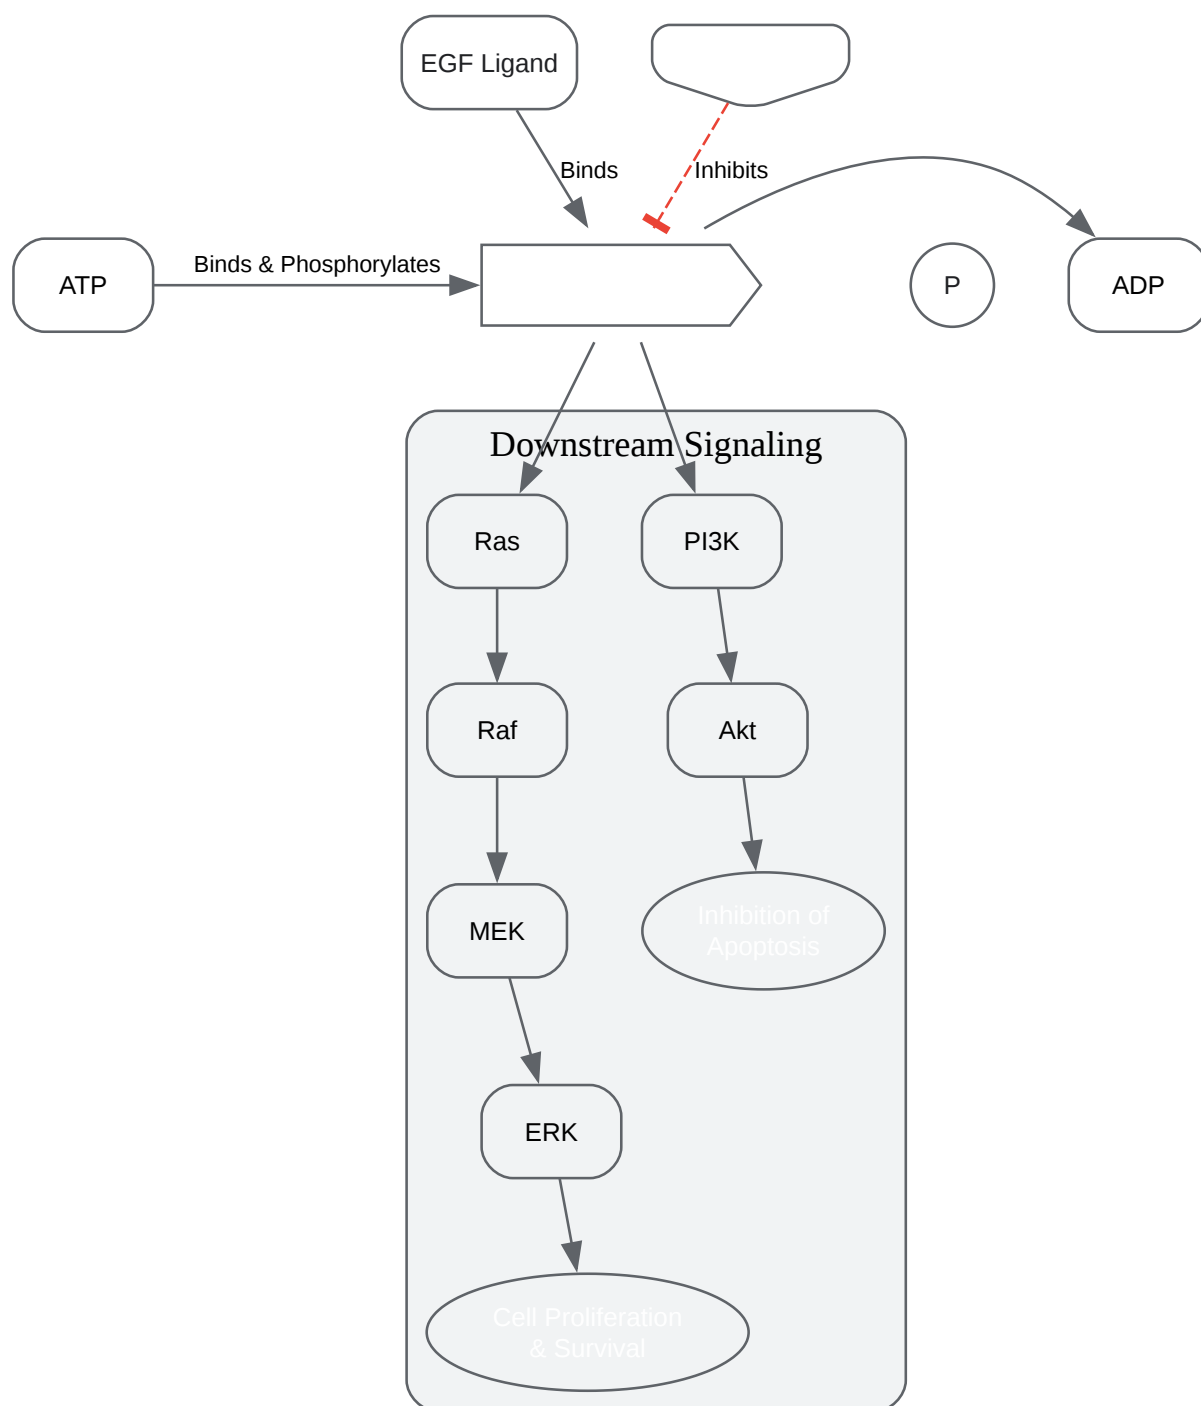 EGF Ligand
Binds
Inhibits
ATP
Binds & Phosphorylates
P
ADP
Downstream Signaling
Ras
PI3K
Raf
Akt
MEK
Inhibition of
Apoptosis
ERK
Cell Proliferation
& Survival